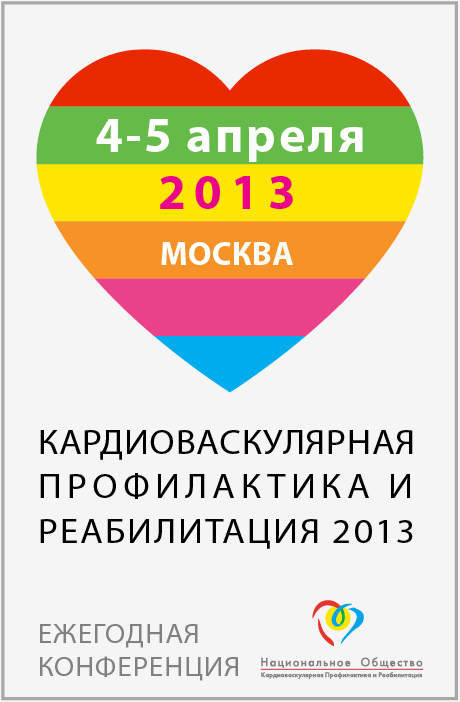 4-5 апреля
2013
МОСКВА
КАРДИОВАСКУЛЯРНАЯ
ПРОФИЛАКТИКА И
РЕАБИЛИТАЦИЯ 2013
ЕЖЕГОДНАЯ
КОНФЕРЕНЦИЯ
Национальное Общество
Кардиоваскулярная Профилактика и Реабилитация